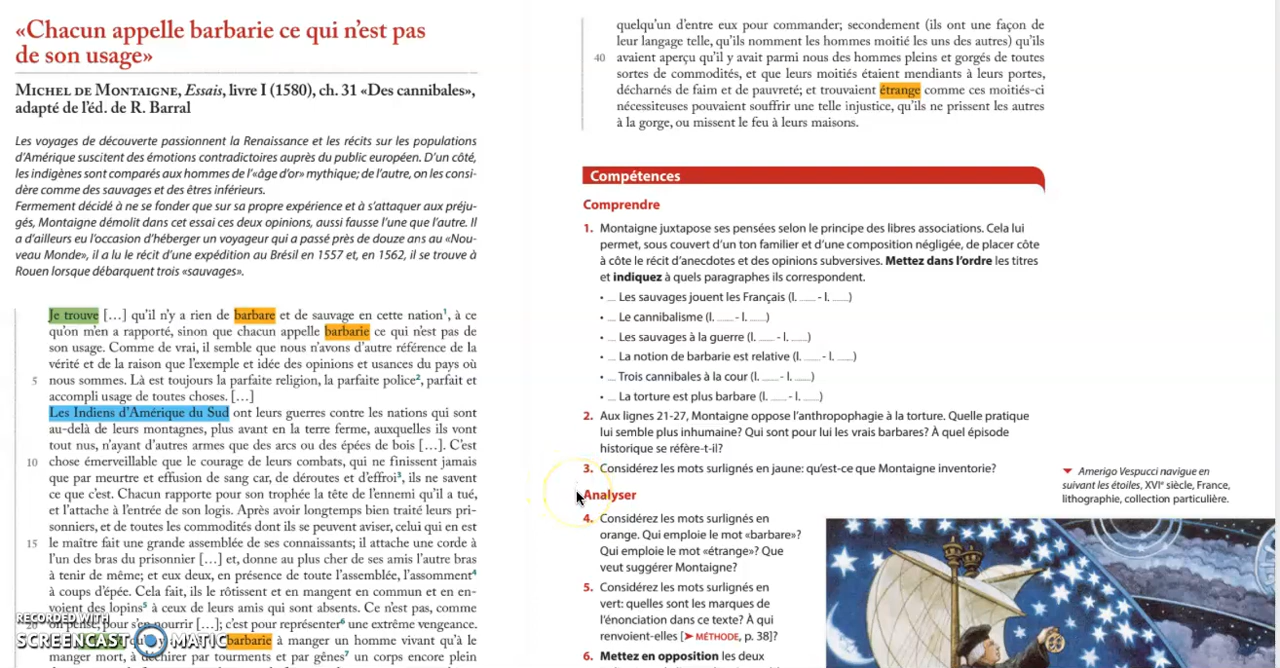 «Chacun appelle barbarie ce qui n'est pas
de son usage»
MICHEL DE MONTAIGNE, Essais, livre I (1580), ch. 31 «Des cannibales»,
adapté de l'éd. de R. Barral
Les voyages de découverte passionnent la Renaissance et les récits sur les populations
d'Amérique suscitent des émotions contradictoires auprès du public européen. D'un côté,
les indigènes sont comparés aux hommes de l'«âge d'or» mythique; de l'autre, on les consi-
dère comme des sauvages et des êtres inférieurs.
Fermement décidé à ne se fonder que sur sa propre expérience et à s'attaquer aux préju-
gés, Montaigne démolit dans cet essai ces deux opinions, aussi fausse l'une que l'autre. Il
a d'ailleurs eu l'occasion d'héberger un voyageur qui a passé près de douze ans au «Nou-
veau Monde», il a lu le récit d'une expédition au Brésil en 1557 et, en 1562, il se trouve à
Rouen lorsque débarquent trois «sauvages».
Je trouve […] qu'il n'y a rien de barbare et de sauvage en cette nation¹, à ce
qu'on m'en a rapporté, sinon que chacun appelle barbarie ce qui n'est pas de
son usage. Comme de vrai, il semble que nous n'avons d'autre référence de la
vérité et de la raison que l'exemple et idée des opinions et usances du pays où
5 nous sommes. Là est toujours la parfaite religion, la parfaite police², parfait et
accompli usage de toutes choses. […]
Les Indiens d'Amérique du Sud ont leurs guerres contre les nations qui sont
au-delà de leurs montagnes, plus avant en la terre ferme, auxquelles ils vont
tout nus, n'ayant d'autres armes que des arcs ou des épées de bois […]. C'est
10 chose émerveillable que le courage de leurs combats, qui ne finissent jamais
que par meurtre et effusion de sang car, de déroutes et d'effroi³, ils ne savent
ce que c'est. Chacun rapporte pour son trophée la tête de l'ennemi qu'il a tué,
et l'attache à l'entrée de son logis. Après avoir longtemps bien traité leurs pri-
sonniers, et de toutes les commodités dont ils se peuvent aviser, celui qui en est
15 le maître fait une grande assemblée de ses connaissants; il attache une corde à
l'un des bras du prisonnier […] et, donne au plus cher de ses amis l'autre bras
à tenir de même; et eux deux, en présence de toute l'assemblée, l'assomment⁴
à coups d'épée. Cela fait, ils le rôtissent et en mangent en commun et en en-
voient des lopins⁵ à ceux de leurs amis qui sont absents. Ce n'est pas, comme
on pense, pour s'en nourrir […]; c'est pour représenter⁶ une extrême vengeance.
barbarie à manger un homme vivant qu'à le
manger mort, à déchirer par tourments et par gênes⁷ un corps encore plein
RECORDED WITH
SCREENCAST MATIC
quelqu'un d'entre eux pour commander; secondement (ils ont une façon de
leur langage telle, qu'ils nomment les hommes moitié les uns des autres) qu'ils
40 avaient aperçu qu'il y avait parmi nous des hommes pleins et gorgés de toutes
sortes de commodités, et que leurs moitiés étaient mendiants à leurs portes,
décharnés de faim et de pauvreté; et trouvaient étrange comme ces moitiés-ci
nécessiteuses pouvaient souffrir une telle injustice, qu'ils ne prissent les autres
à la gorge, ou missent le feu à leurs maisons.
Compétences
Comprendre
1. Montaigne juxtapose ses pensées selon le principe des libres associations. Cela lui
permet, sous couvert d'un ton familier et d'une composition négligée, de placer côte
à côte le récit d'anecdotes et des opinions subversives. Mettez dans l'ordre les titres
et indiquez à quels paragraphes ils correspondent.
• __ Les sauvages jouent les Français (l. ___ - l. ___)
• __ Le cannibalisme (l. ___ - l. ___)
• __ Les sauvages à la guerre (l. ___ - l. ___)
• __ La notion de barbarie est relative (l. ___ - l. ___)
• __ Trois cannibales à la cour (l. ___ - l. ___)
• __ La torture est plus barbare (l. ___ - l. ___)
2. Aux lignes 21-27, Montaigne oppose l'anthropophagie à la torture. Quelle pratique
lui semble plus inhumaine? Qui sont pour lui les vrais barbares? À quel épisode
historique se réfère-t-il?
3. Considérez les mots surlignés en jaune: qu'est-ce que Montaigne inventorie?
Analyser
4. Considérez les mots surlignés en
orange. Qui emploie le mot «barbare»?
Qui emploie le mot «étrange»? Que
veut suggérer Montaigne?
5. Considérez les mots surlignés en
vert: quelles sont les marques de
l'énonciation dans ce texte? À qui
renvoient-elles [➤ MÉTHODE, p. 38]?
6. Mettez en opposition les deux
▼ Amerigo Vespucci navigue en
suivant les étoiles, XVIᵉ siècle, France,
lithographie, collection particulière.